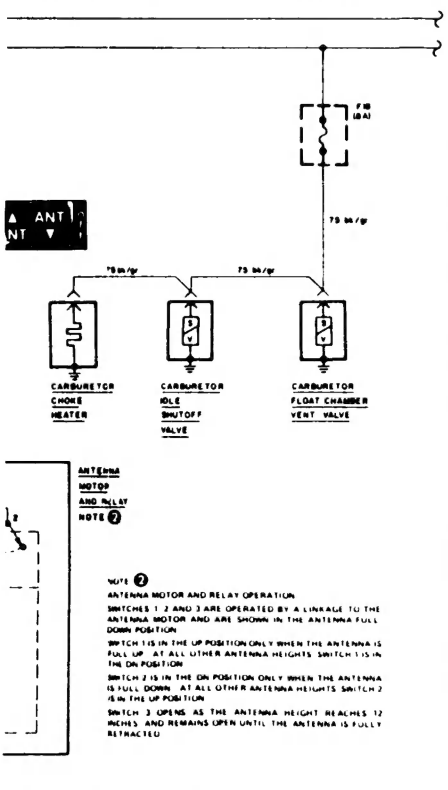 F 18
(8A)
▲ ANT
NT ▼
.75 bk/gr
.75 bk/gr
.75 bk/gr
S
V
S
V
CARBURETOR
CHOKE
HEATER
CARBURETOR
IDLE
SHUTOFF
VALVE
CARBURETOR
FLOAT CHAMBER
VENT VALVE
ANTENNA
MOTOR
AND RELAY
NOTE 2
2
NOTE 2
ANTENNA MOTOR AND RELAY OPERATION
SWITCHES 1 2 AND 3 ARE OPERATED BY A LINKAGE TO THE
ANTENNA MOTOR AND ARE SHOWN IN THE ANTENNA FULL
DOWN POSITION
SWITCH 1 IS IN THE UP POSITION ONLY WHEN THE ANTENNA IS
FULL UP AT ALL OTHER ANTENNA HEIGHTS SWITCH 1 IS IN
THE DN POSITION
SWITCH 2 IS IN THE DN POSITION ONLY WHEN THE ANTENNA
IS FULL DOWN AT ALL OTHER ANTENNA HEIGHTS SWITCH 2
IS IN THE UP POSITION
SWITCH 3 OPENS AS THE ANTENNA HEIGHT REACHES 12
INCHES AND REMAINS OPEN UNTIL THE ANTENNA IS FULLY
RETRACTED